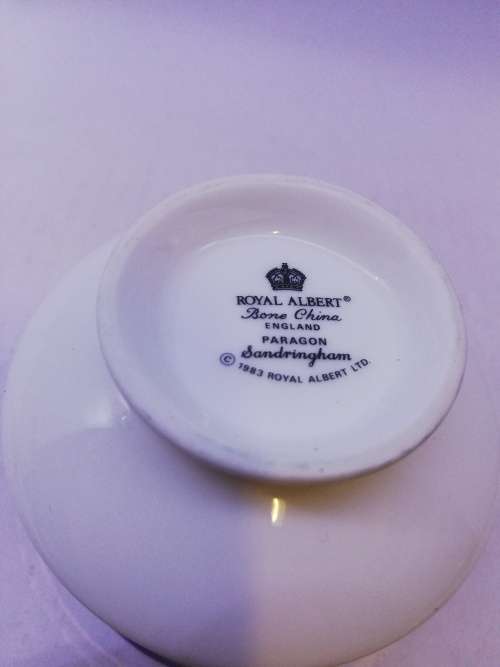 ROYAL ALBERT®
Bone China
ENGLAND
PARAGON
Sandringham
© 1983 ROYAL ALBERT LTD.